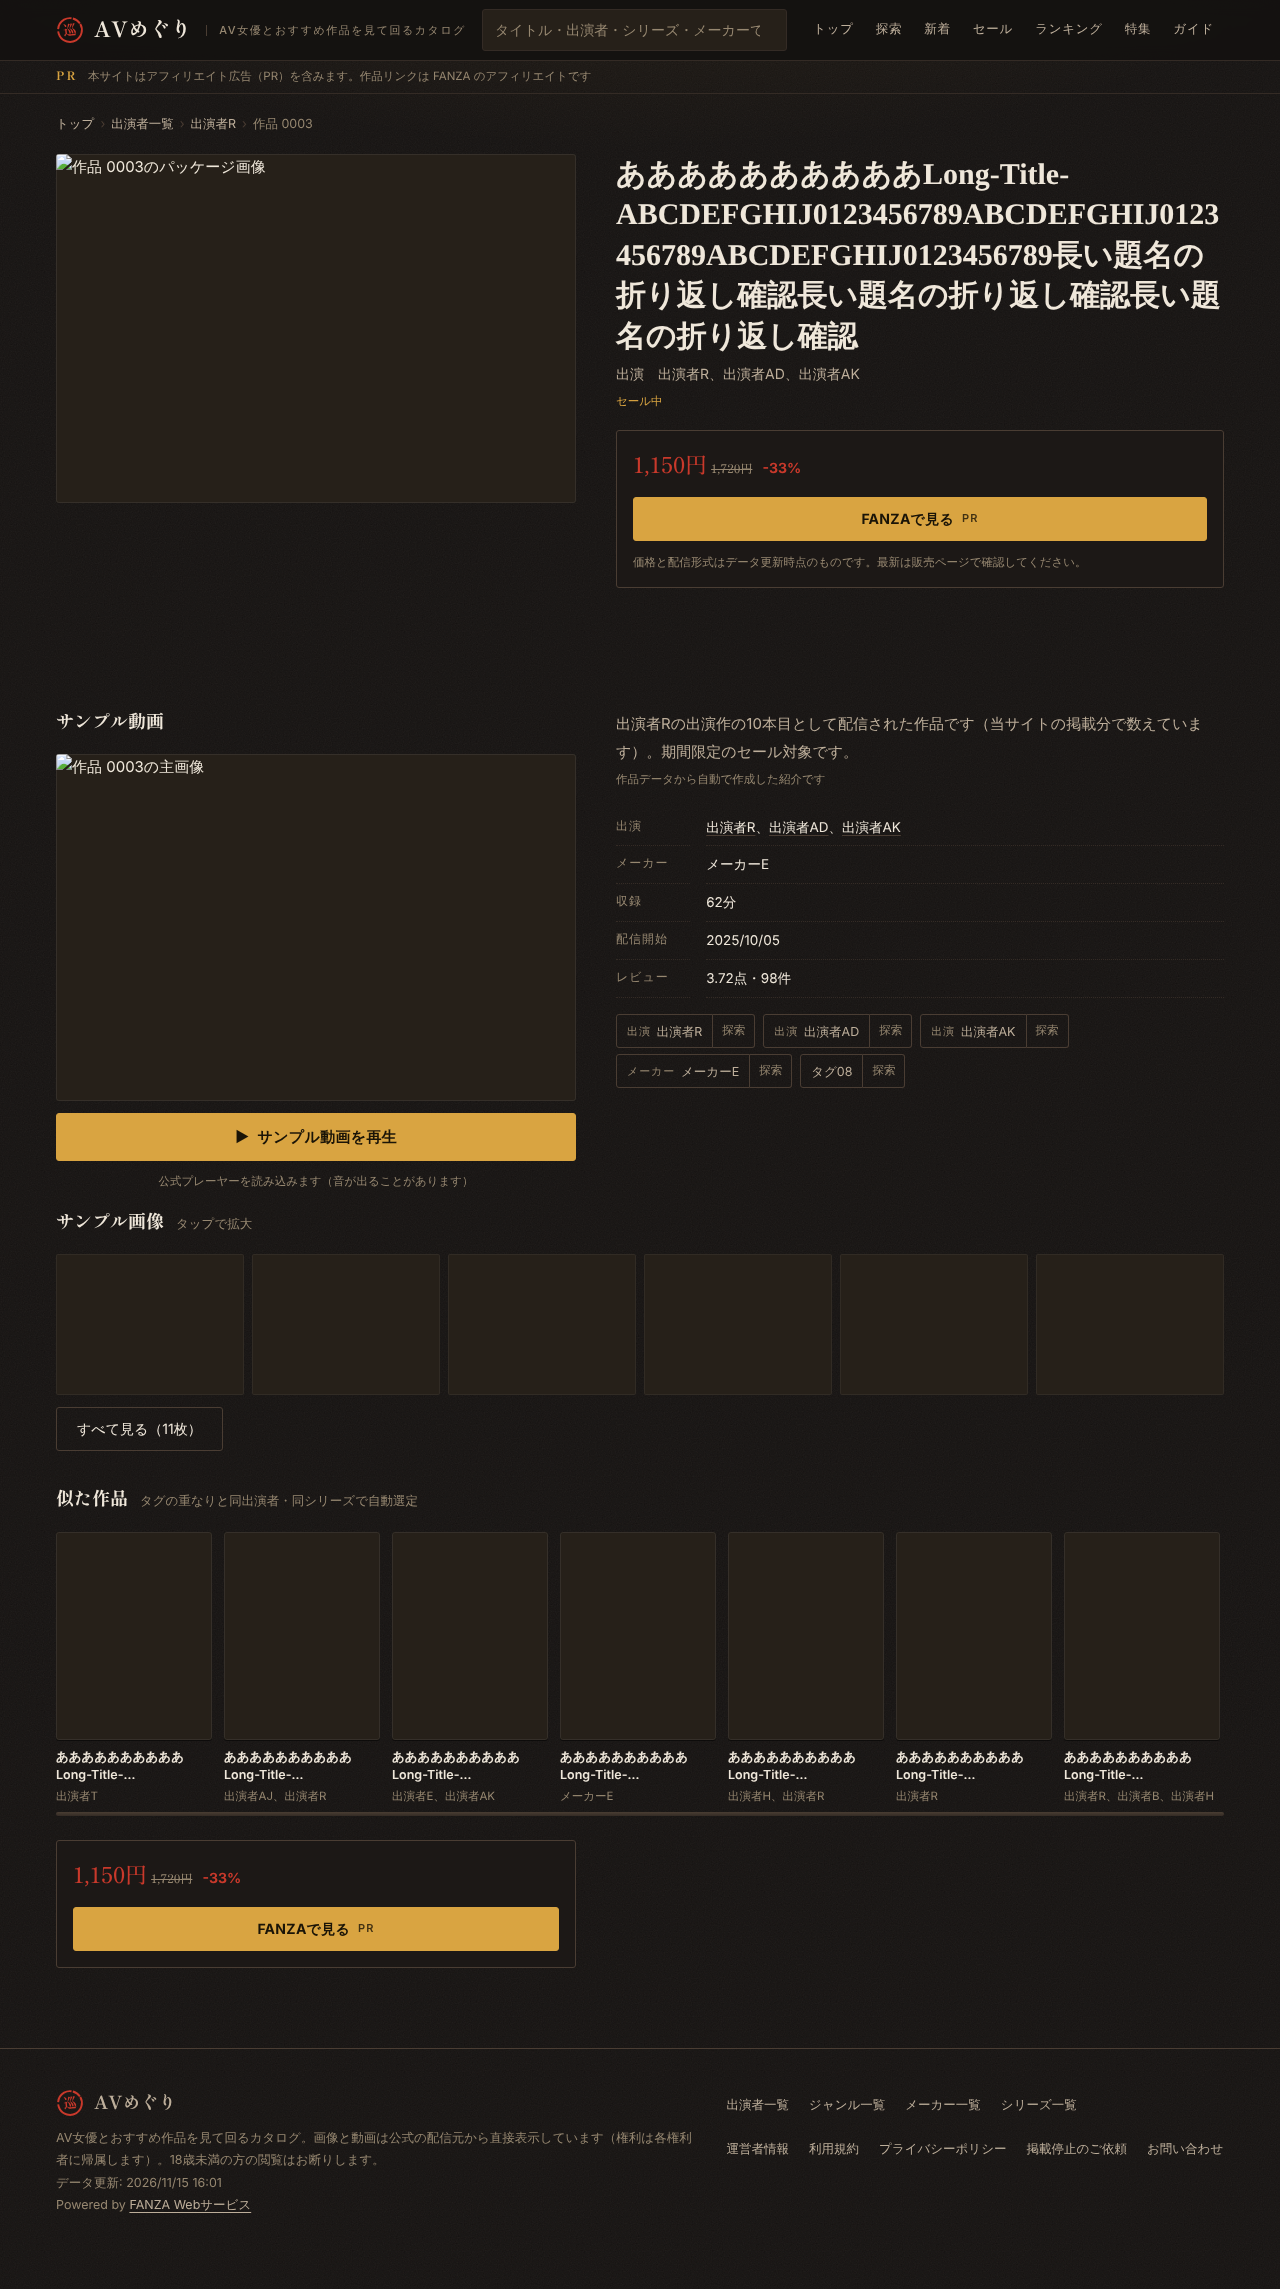 AVめぐり
AV女優とおすすめ作品を見て回るカタログ
タイトル・出演者・シリーズ・メーカーで
トップ 探索 新着 セール ランキング 特集 ガイド
PR 本サイトはアフィリエイト広告（PR）を含みます。作品リンクは FANZA のアフィリエイトです
トップ › 出演者一覧 › 出演者R › 作品 0003
作品 0003のパッケージ画像
ああああああああああLong-Title-
ABCDEFGHIJ0123456789ABCDEFGHIJ0123
456789ABCDEFGHIJ0123456789長い題名の
折り返し確認長い題名の折り返し確認長い題
名の折り返し確認
出演 出演者R、出演者AD、出演者AK
セール中
1,150円 1,720円 -33%
FANZAで見る PR
価格と配信形式はデータ更新時点のものです。最新は販売ページで確認してください。
サンプル動画
作品 0003の主画像
▶ サンプル動画を再生
公式プレーヤーを読み込みます（音が出ることがあります）
出演者Rの出演作の10本目として配信された作品です（当サイトの掲載分で数えていま
す）。期間限定のセール対象です。
作品データから自動で作成した紹介です
出演 出演者R、出演者AD、出演者AK
メーカー メーカーE
収録 62分
配信開始 2025/10/05
レビュー 3.72点・98件
出演 出演者R 探索 出演 出演者AD 探索 出演 出演者AK 探索
メーカー メーカーE 探索 タグ08 探索
サンプル画像 タップで拡大
すべて見る（11枚）
似た作品 タグの重なりと同出演者・同シリーズで自動選定
ああああああああああ
Long-Title-...
出演者T
ああああああああああ
Long-Title-...
出演者AJ、出演者R
ああああああああああ
Long-Title-...
出演者E、出演者AK
ああああああああああ
Long-Title-...
メーカーE
ああああああああああ
Long-Title-...
出演者H、出演者R
ああああああああああ
Long-Title-...
出演者R
ああああああああああ
Long-Title-...
出演者R、出演者B、出演者H
1,150円 1,720円 -33%
FANZAで見る PR
AVめぐり
AV女優とおすすめ作品を見て回るカタログ。画像と動画は公式の配信元から直接表示しています（権利は各権利
者に帰属します）。18歳未満の方の閲覧はお断りします。
データ更新: 2026/11/15 16:01
Powered by FANZA Webサービス
出演者一覧 ジャンル一覧 メーカー一覧 シリーズ一覧
運営者情報 利用規約 プライバシーポリシー 掲載停止のご依頼 お問い合わせ